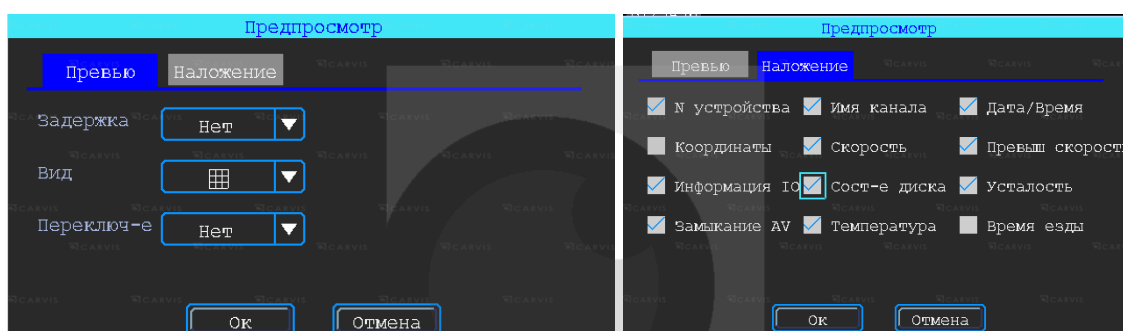 Предпросмотр
Превью Наложение
Задержка Нет
Вид
Переключ-е Нет
Ок Отмена
Предпросмотр
Превью Наложение
N устройства Имя канала Дата/Время
Координаты Скорость Превыш скорост
Информация IO Сост-е диска Усталость
Замыкание AV Температура Время езды
Ок Отмена